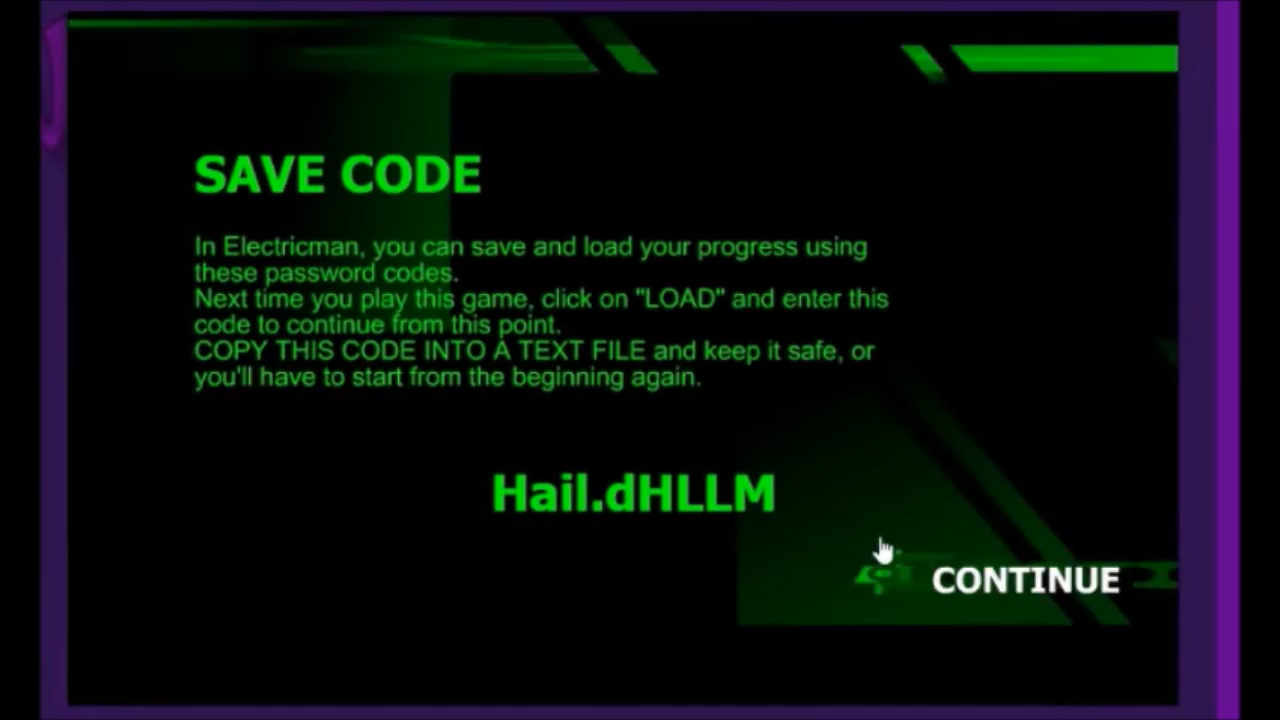 SAVE CODE
In Electricman, you can save and load your progress using
these password codes.
Next time you play this game, click on "LOAD" and enter this
code to continue from this point.
COPY THIS CODE INTO A TEXT FILE and keep it safe, or
you'll have to start from the beginning again.
Hail.dHLLM
CONTINUE